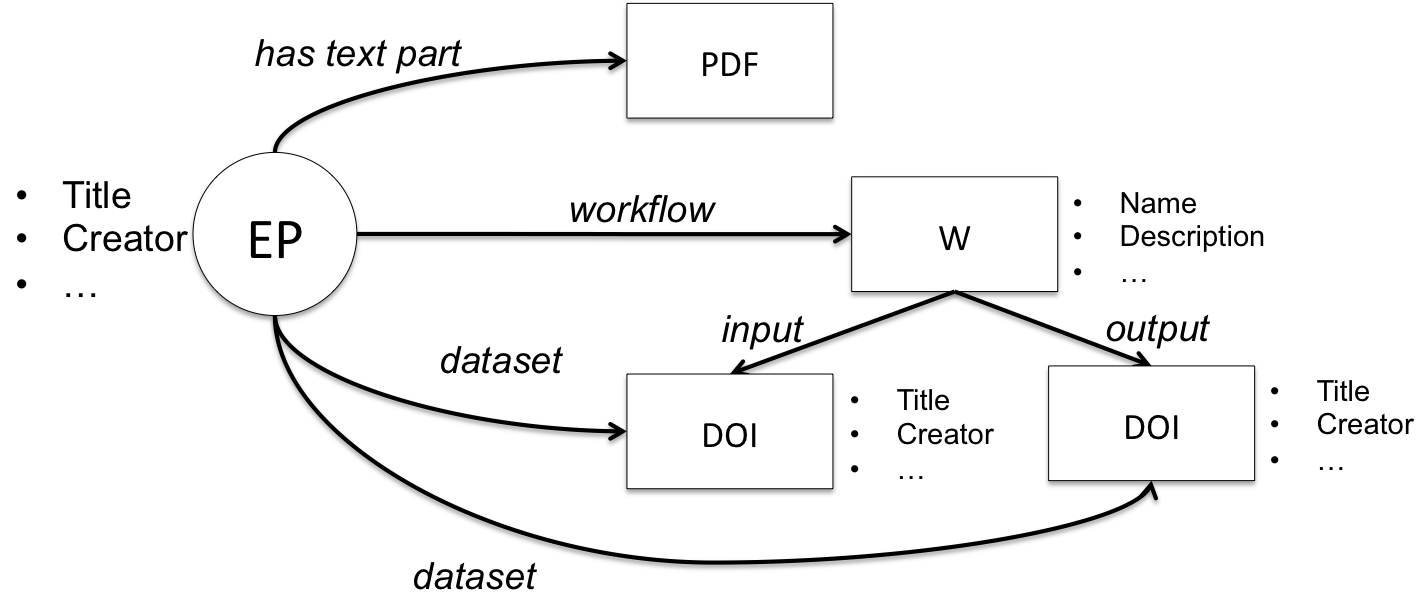 has text part
PDF
• Title
• Creator
• …
EP
workflow
W
• Name
• Description
• …
input
output
dataset
DOI
• Title
• Creator
• …
DOI
• Title
• Creator
• …
dataset